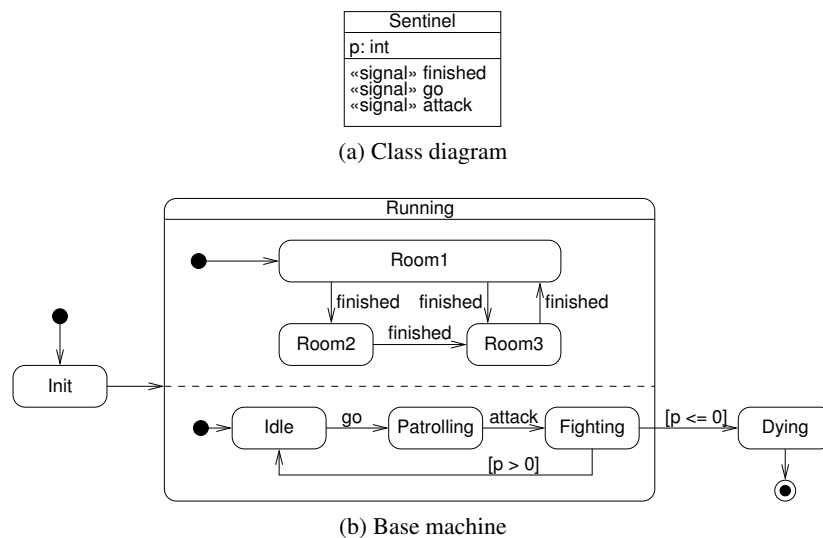 Sentinel
p: int
«signal» finished
«signal» go
«signal» attack
(a) Class diagram
Running
Room1
finished finished finished
Room2 finished Room3
Init
Idle go Patrolling attack Fighting [p <= 0] Dying
[p > 0]
(b) Base machine